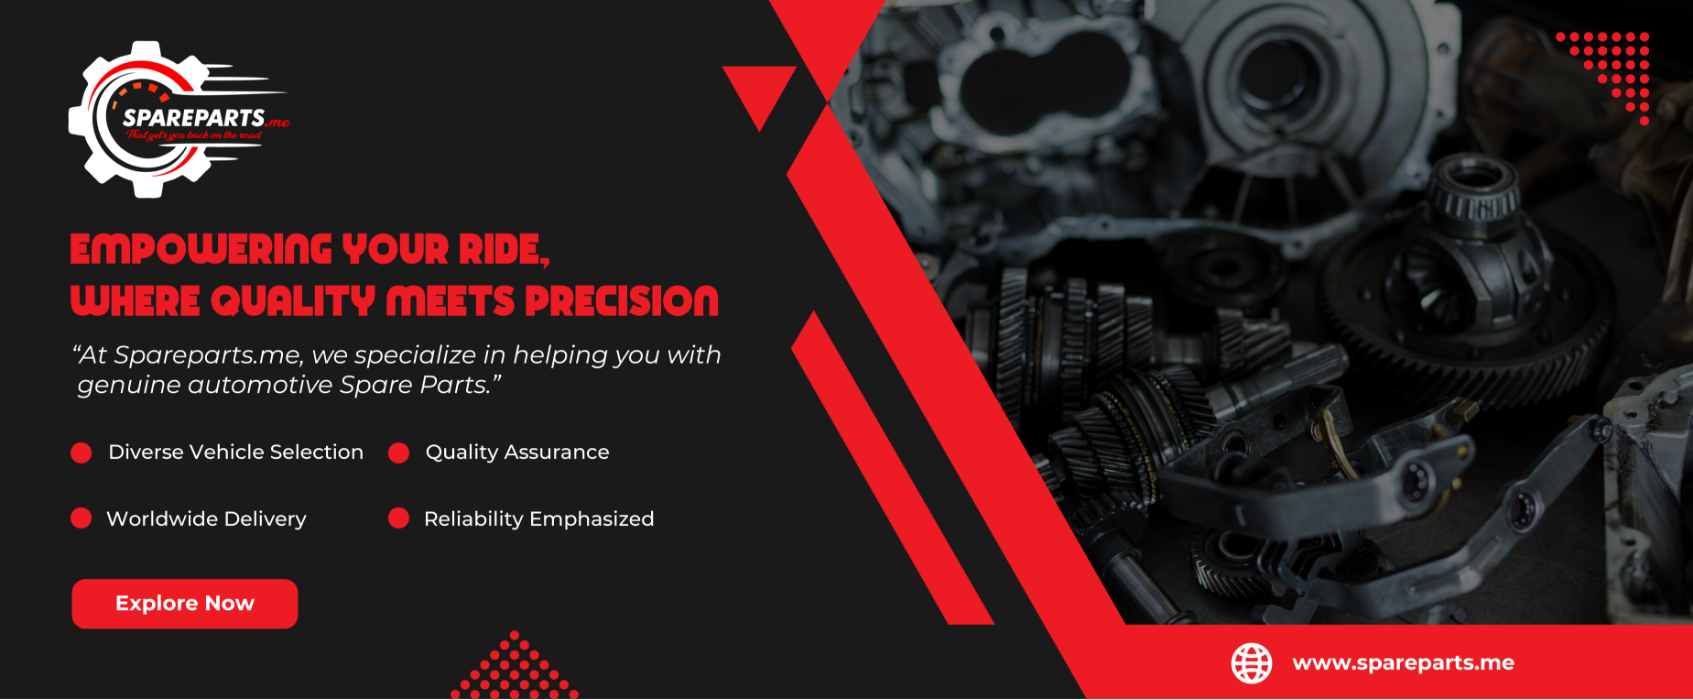 SPAREPARTS.me
That gets you back on the road
EMPOWERING YOUR RIDE,
WHERE QUALITY MEETS PRECISION
“At Spareparts.me, we specialize in helping you with
genuine automotive Spare Parts.”
Diverse Vehicle Selection
Quality Assurance
Worldwide Delivery
Reliability Emphasized
Explore Now
www.spareparts.me